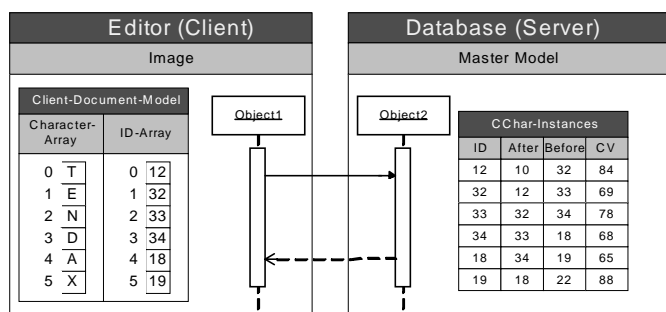 Editor (Client)
Database (Server)
Image
Master Model
Client-Document-Model
Character-Array
ID-Array
0 T 0 12
1 E 1 32
2 N 2 33
3 D 3 34
4 A 4 18
5 X 5 19
Object1
Object2
CChar-Instances
ID After Before CV
12 10 32 84
32 12 33 69
33 32 34 78
34 33 18 68
18 34 19 65
19 18 22 88